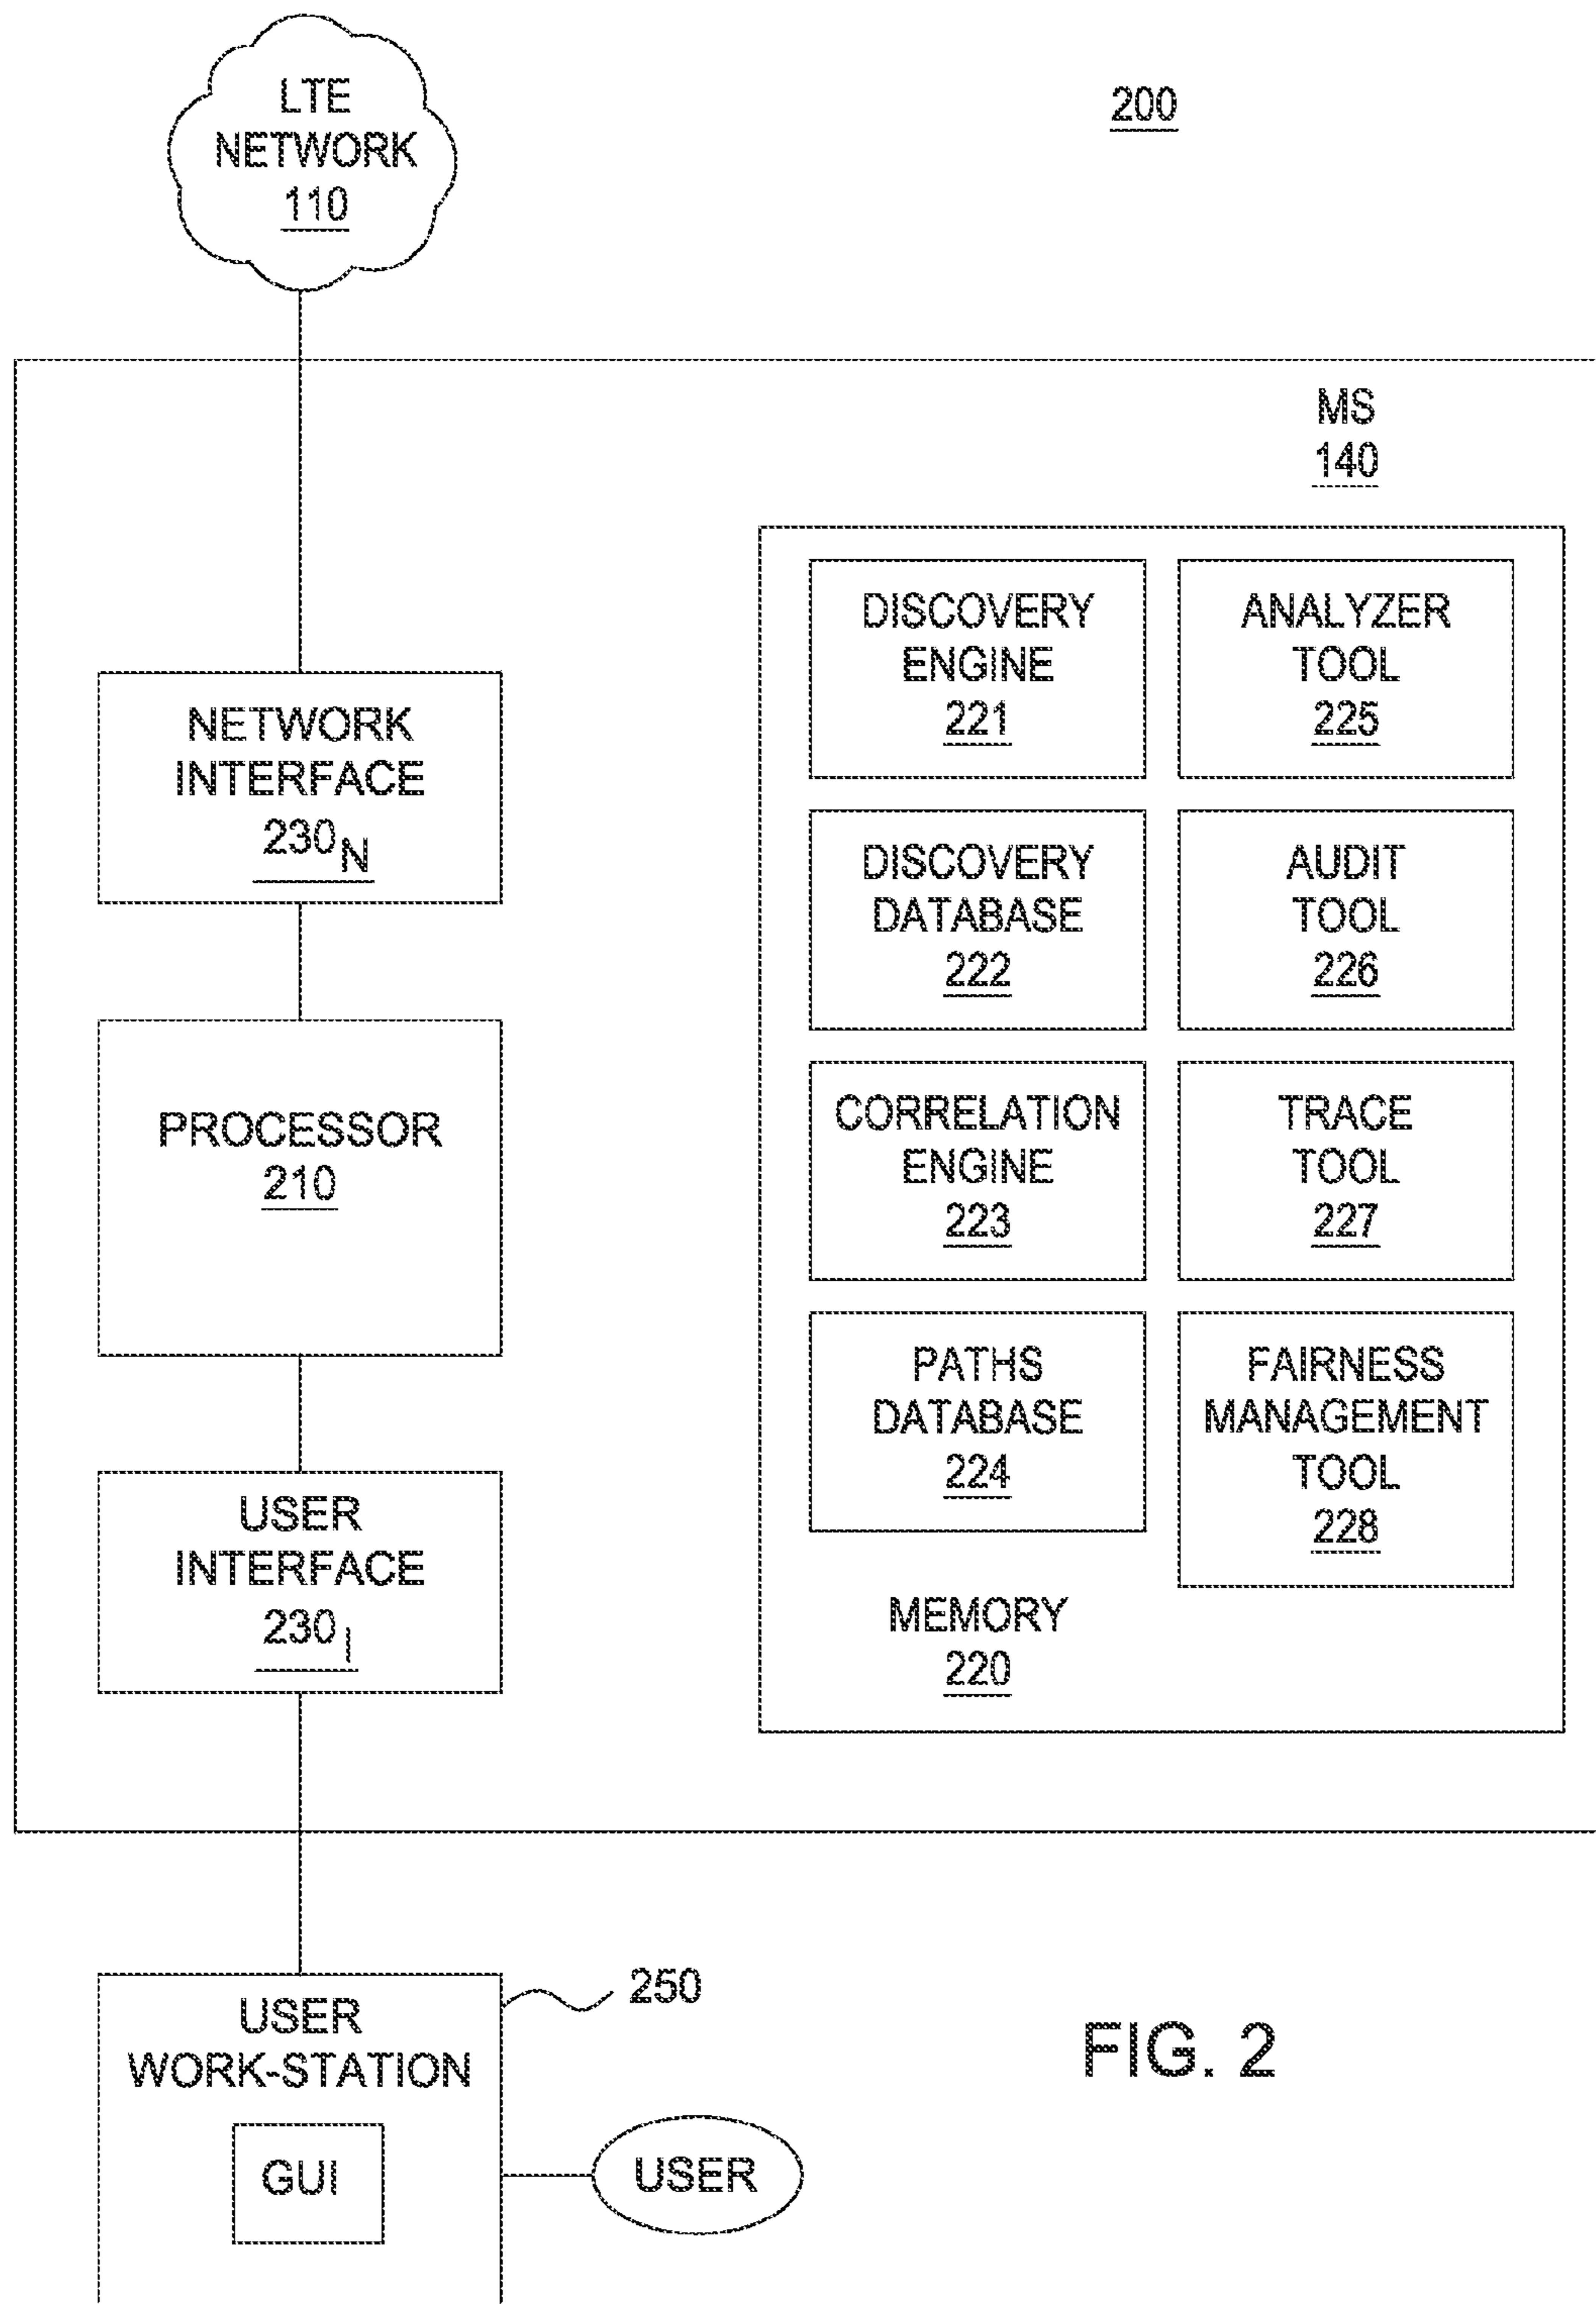 LTE
NETWORK
110
200
MS
140
NETWORK
INTERFACE
230N
PROCESSOR
210
USER
INTERFACE
230I
DISCOVERY
ENGINE
221
ANALYZER
TOOL
225
DISCOVERY
DATABASE
222
AUDIT
TOOL
226
CORRELATION
ENGINE
223
TRACE
TOOL
227
PATHS
DATABASE
224
FAIRNESS
MANAGEMENT
TOOL
228
MEMORY
220
USER
WORK-STATION
250
GUI
USER
FIG. 2